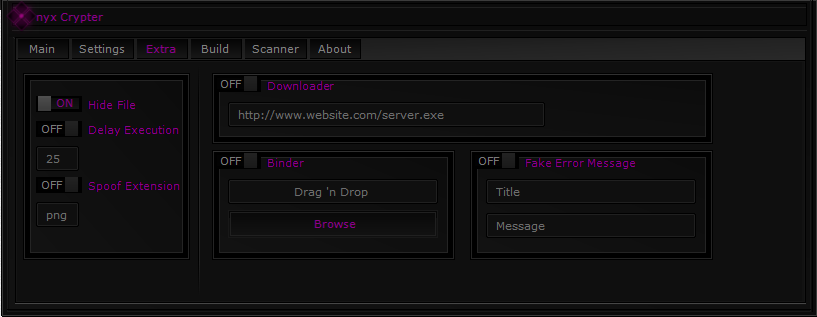 nyx Crypter
Main Settings Extra Build Scanner About
ON Hide File
OFF Delay Execution
25
OFF Spoof Extension
png
OFF Downloader
http://www.website.com/server.exe
OFF Binder
Drag 'n Drop
Browse
OFF Fake Error Message
Title
Message